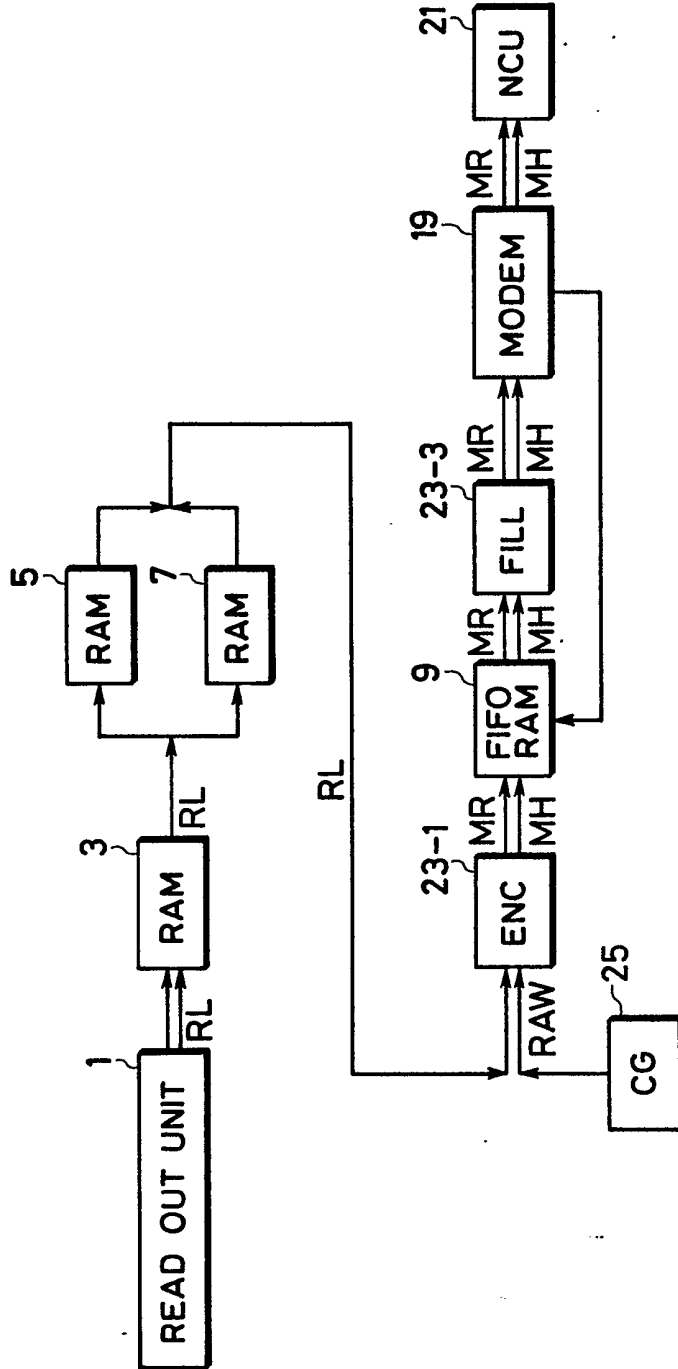 1
READ OUT UNIT
RL
3
RAM
RL
5
RAM
7
RAM
RL
25
CG
RAW
23-1
ENC
MR
MH
9
FIFO
RAM
MR
MH
23-3
FILL
MR
MH
19
MODEM
MR
MH
21
NCU